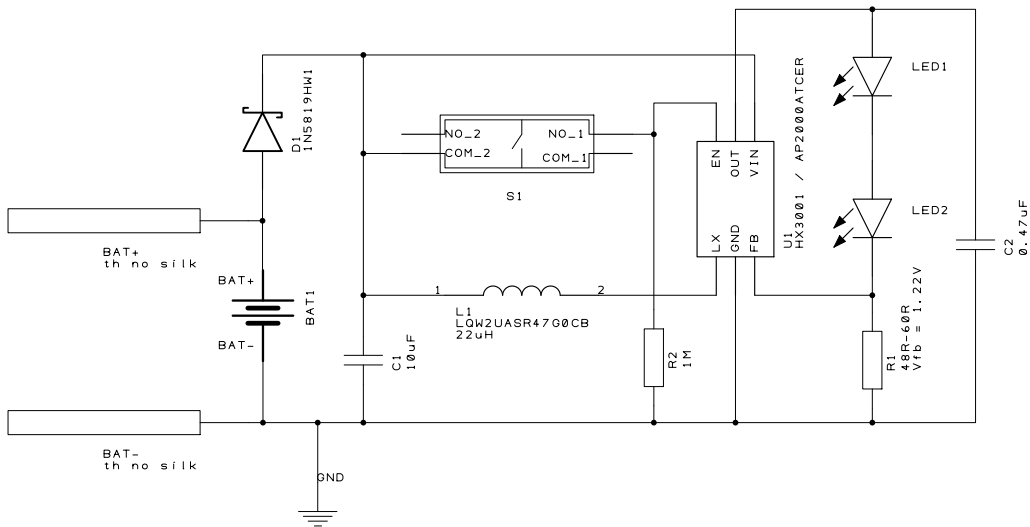 LED1
D1
1N5819HW1
NO_2
NO_1
COM_2
COM_1
S1
EN
OUT
VIN
LX
GND
FB
U1
HX3001 / AP2000ATCER
LED2
C2
0.47uF
BAT+
th no silk
BAT+
BAT-
BAT1
1
2
L1
LQW2UASR47G0CB
22uH
C1
10uF
R2
1M
R1
48R-60R
Vfb = 1.22V
BAT-
th no silk
GND